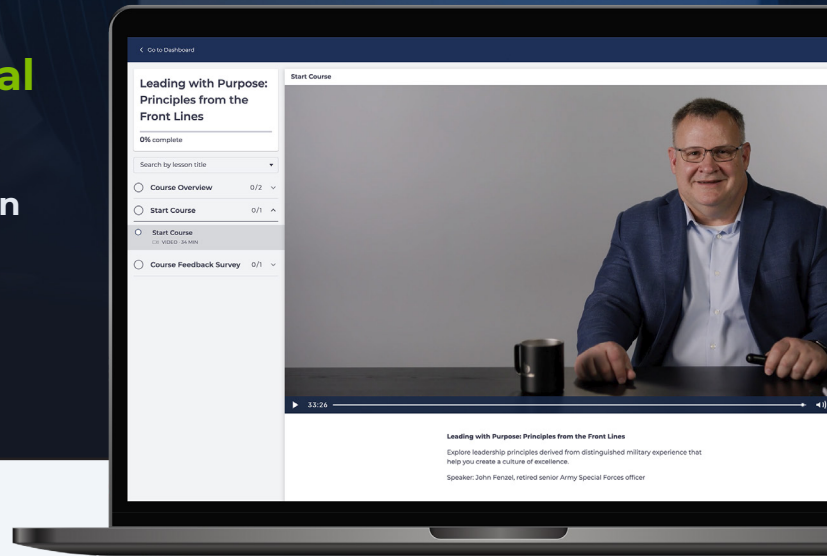 al
n
Go to Dashboard
Leading with Purpose:
Principles from the
Front Lines
0% complete
Search by lesson title
Course Overview 0/2
Start Course 0/1
Start Course
VIDEO · 34 MIN
Course Feedback Survey 0/1
Start Course
33:26
Leading with Purpose: Principles from the Front Lines
Explore leadership principles derived from distinguished military experience that
help you create a culture of excellence.
Speaker: John Fenzel, retired senior Army Special Forces officer